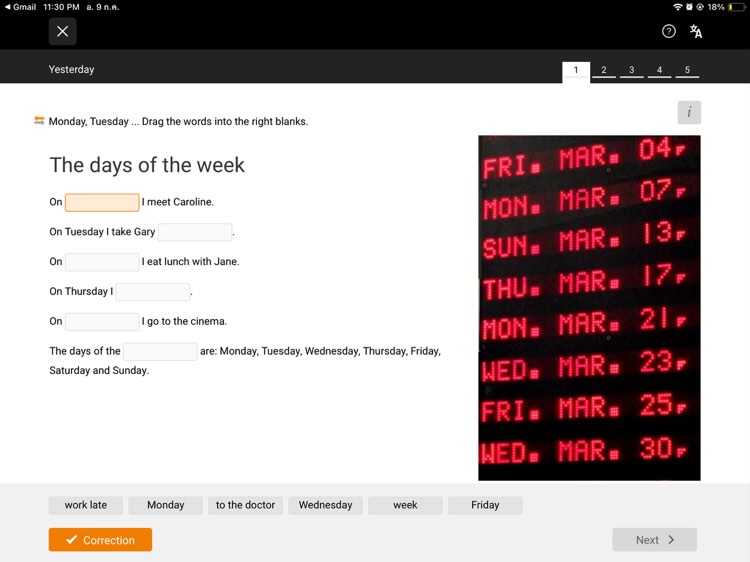 Gmail 11:30 PM อ. 9 ก.ค. 18%
Yesterday 1 2 3 4 5
Monday, Tuesday ... Drag the words into the right blanks.
i
The days of the week
On I meet Caroline.
On Tuesday I take Gary .
On I eat lunch with Jane.
On Thursday I .
On I go to the cinema.
The days of the are: Monday, Tuesday, Wednesday, Thursday, Friday,
Saturday and Sunday.
FRI. MAR. 04
MON. MAR. 07
SUN. MAR. 13
THU. MAR. 17
MON. MAR. 21
WED. MAR. 23
FRI. MAR. 25
WED. MAR. 30
work late Monday to the doctor Wednesday week Friday
Correction Next